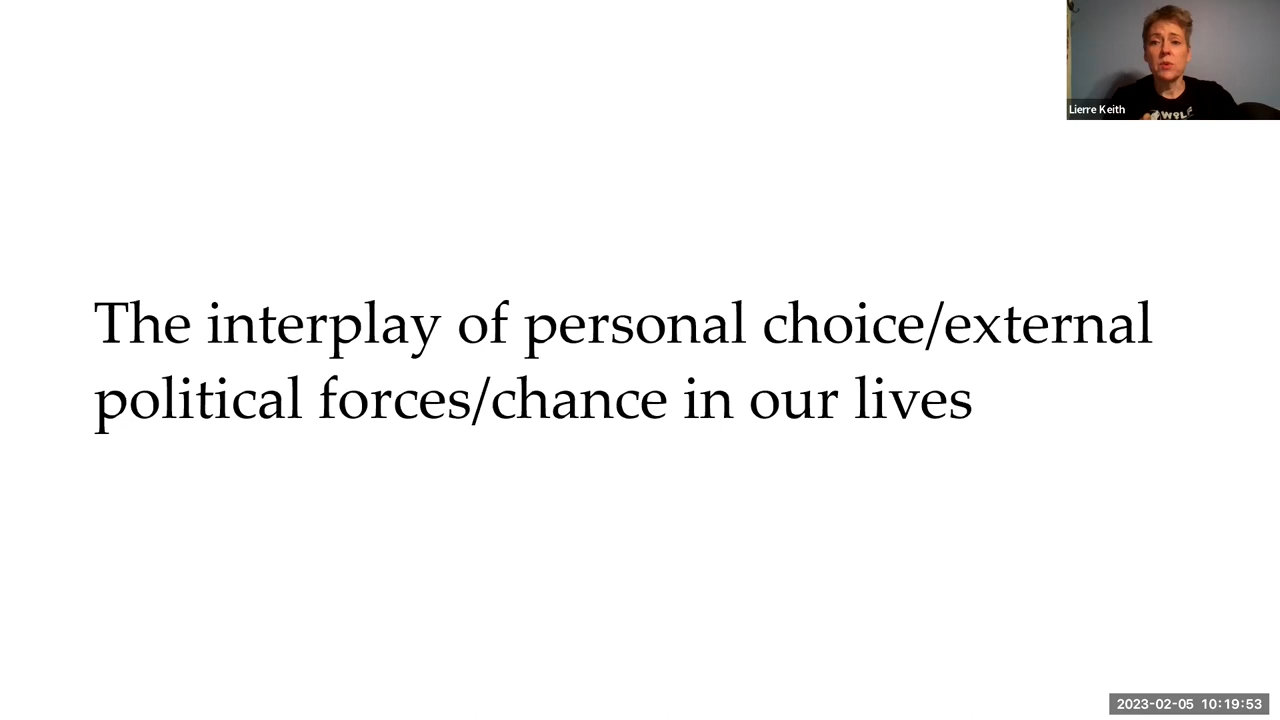 Lierre Keith
WOLF
The interplay of personal choice/external
political forces/chance in our lives
2023-02-05 10:19:53